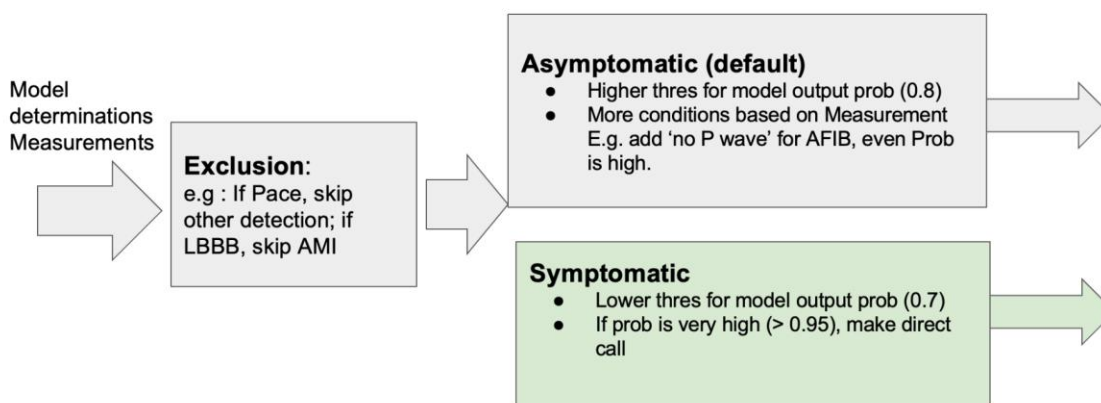 Model
determinations
Measurements
Exclusion:
e.g : If Pace, skip
other detection; if
LBBB, skip AMI
Asymptomatic (default)
● Higher thres for model output prob (0.8)
● More conditions based on Measurement
E.g. add ‘no P wave’ for AFIB, even Prob
is high.
Symptomatic
● Lower thres for model output prob (0.7)
● If prob is very high (> 0.95), make direct
call